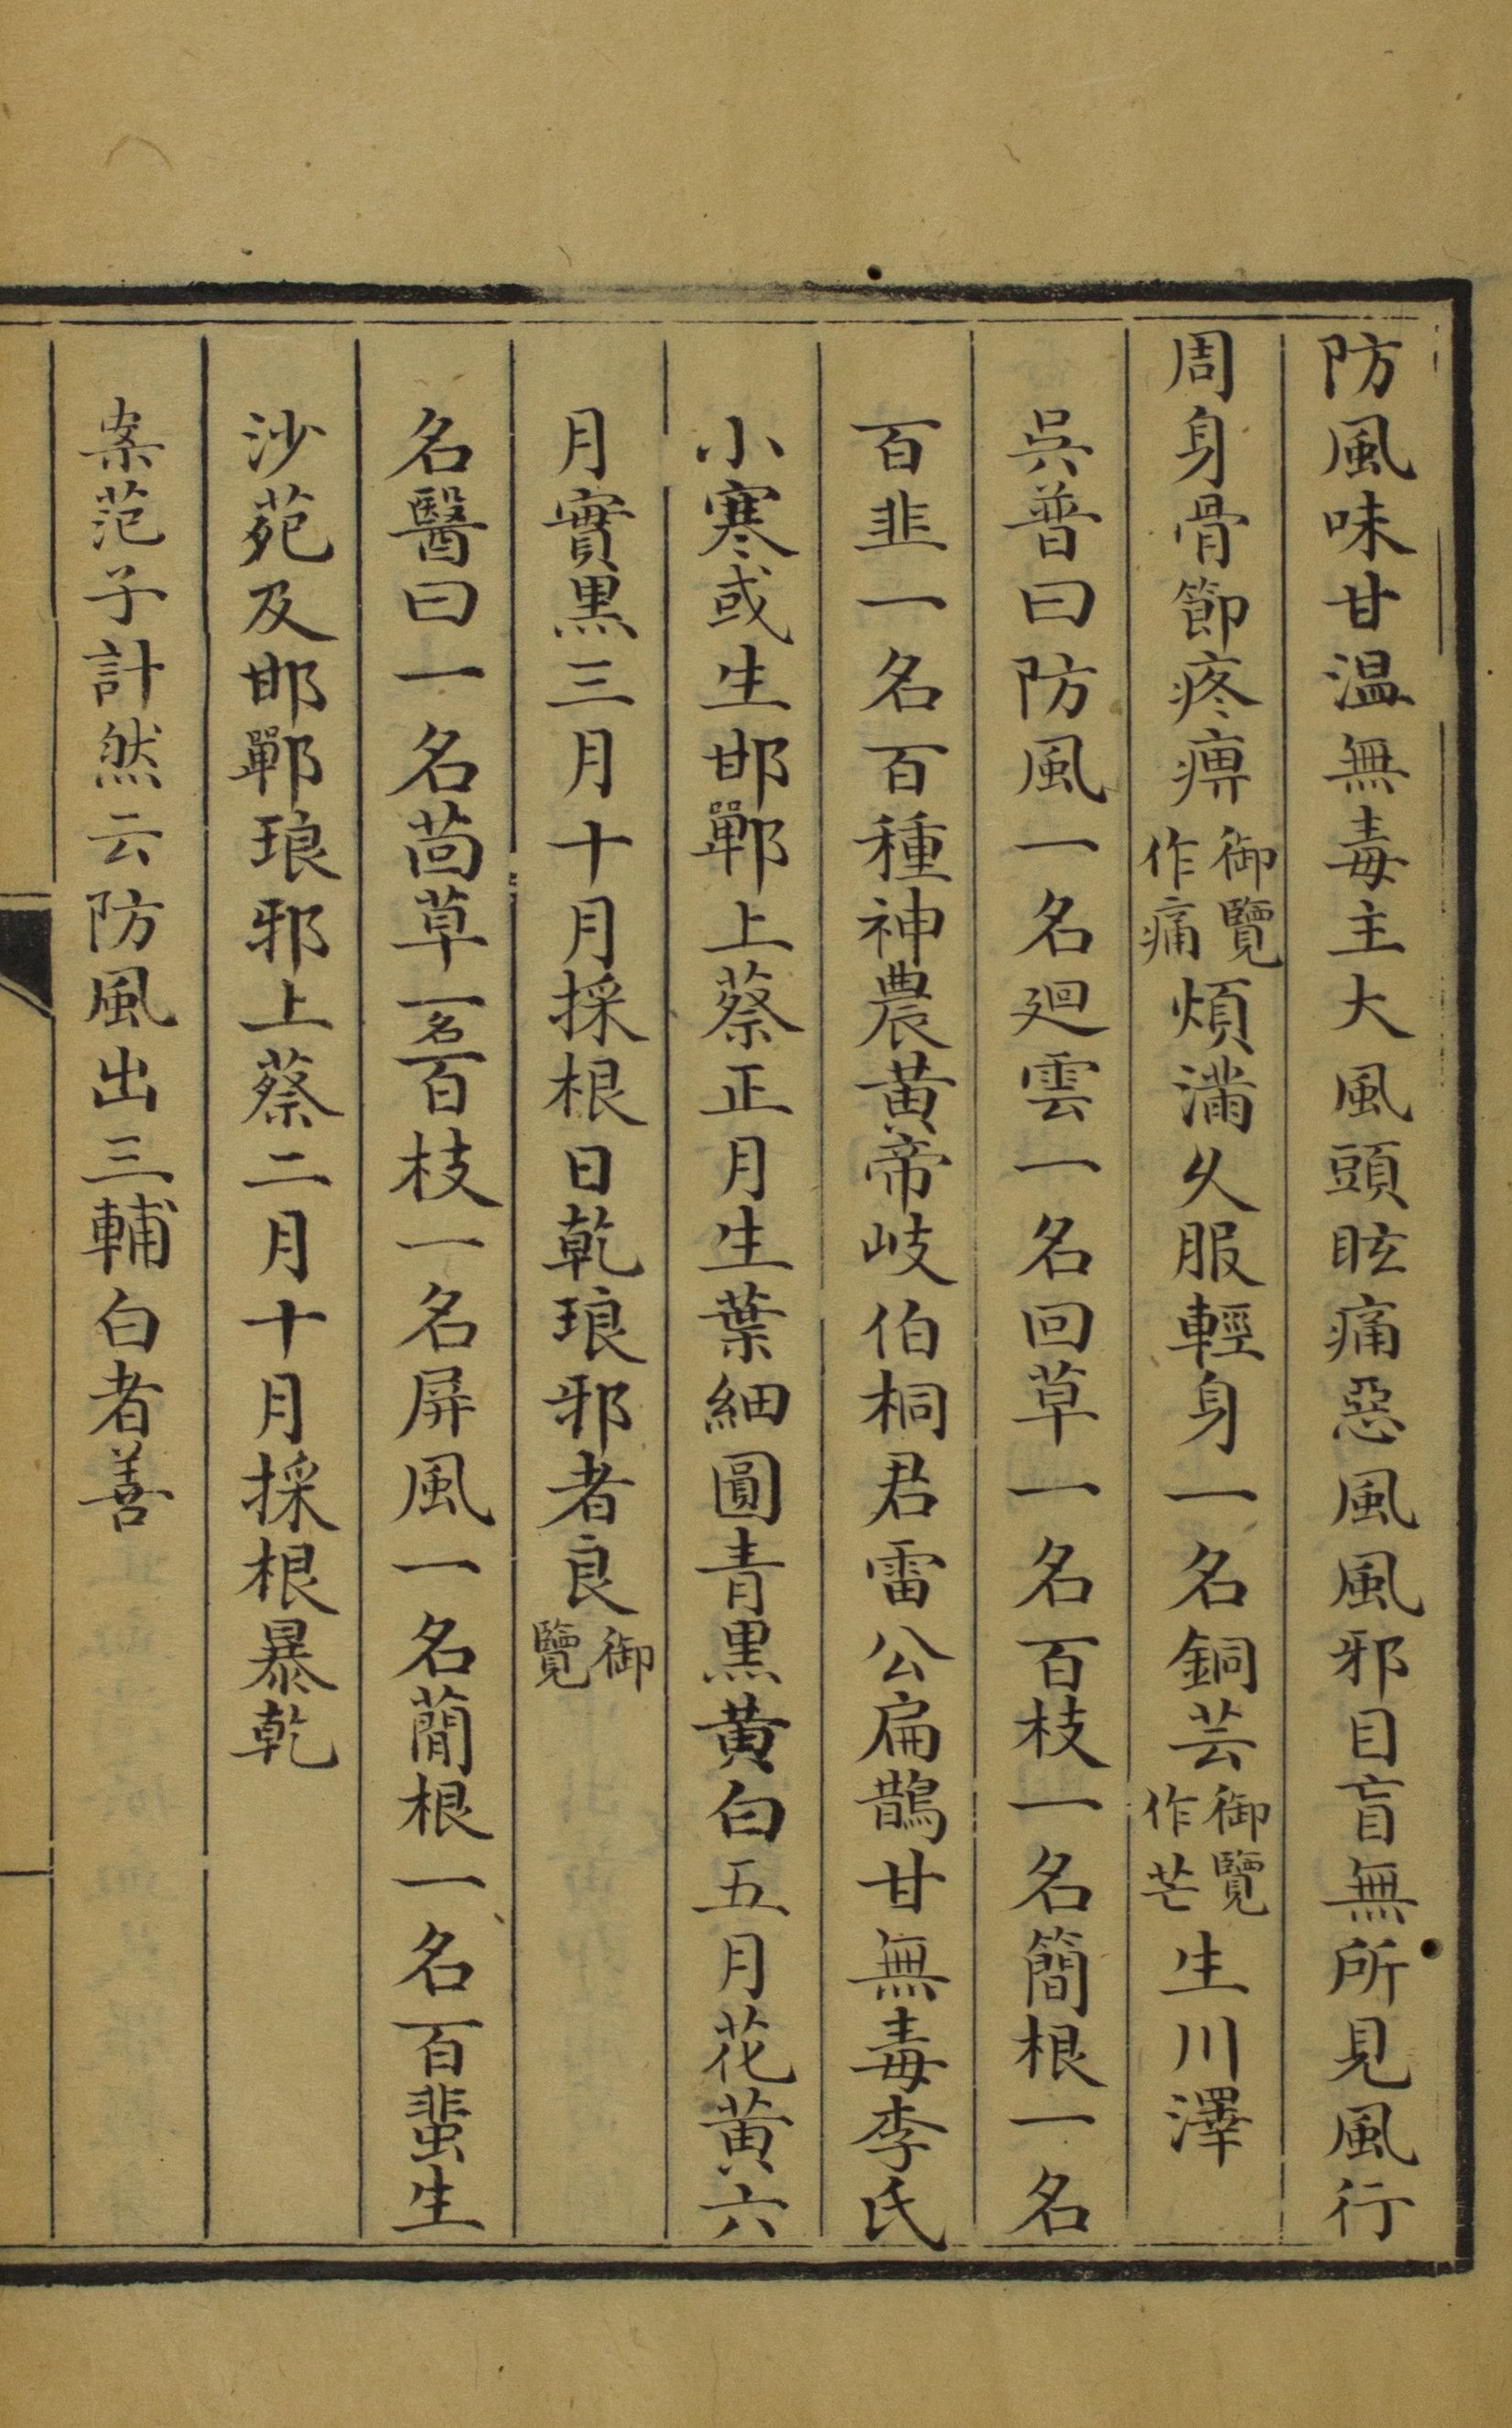 防風味甘温無毒主大風頭眩痛惡風風邪目盲無所見風行
周身骨節疼痹御覽作痛煩滿久服輕身一名銅芸御覽作芒生川澤
吳普曰防風一名廻雲一名回草一名百枝一名簡根一名
百韭一名百種神農黃帝岐伯桐君雷公扁鵲甘無毒李氏
小寒或生邯鄲上蔡正月生葉細圓青黑黃白五月花黃六
月實黑三月十月採根日乾琅邪者良御覽
名醫曰一名茴草一名百枝一名屏風一名蕑根一名百蜚生
沙苑及邯鄲琅邪上蔡二月十月採根暴乾
案范子計然云防風出三輔白者善